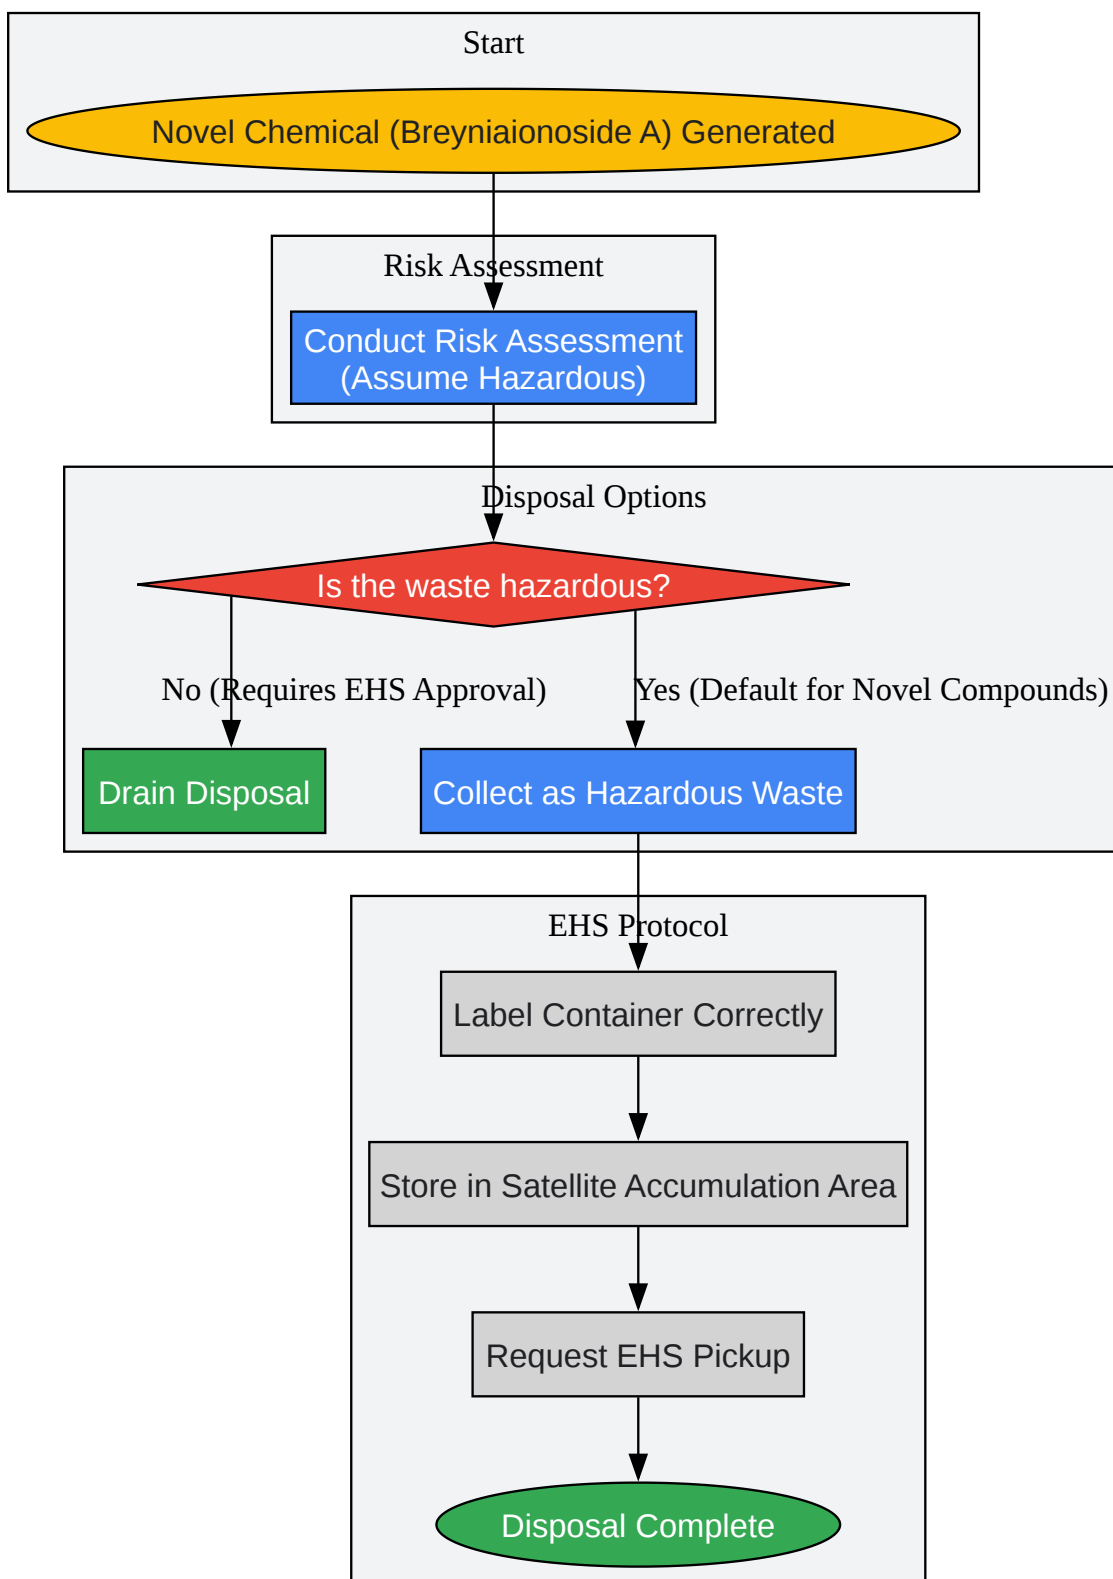 Start
Novel Chemical (Breyniaionoside A) Generated
Risk Assessment
Conduct Risk Assessment
(Assume Hazardous)
Disposal Options
Is the waste hazardous?
No (Requires EHS Approval)
Yes (Default for Novel Compounds)
Drain Disposal
Collect as Hazardous Waste
EHS Protocol
Label Container Correctly
Store in Satellite Accumulation Area
Request EHS Pickup
Disposal Complete